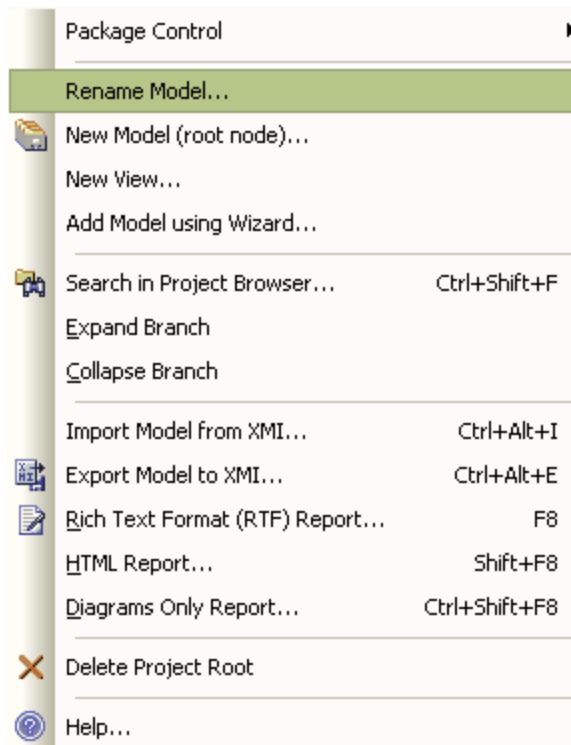 Package Control
Rename Model...
New Model (root node)...
New View...
Add Model using Wizard...
Search in Project Browser... Ctrl+Shift+F
Expand Branch
Collapse Branch
Import Model from XMI... Ctrl+Alt+I
Export Model to XMI... Ctrl+Alt+E
Rich Text Format (RTF) Report... F8
HTML Report... Shift+F8
Diagrams Only Report... Ctrl+Shift+F8
Delete Project Root
Help...